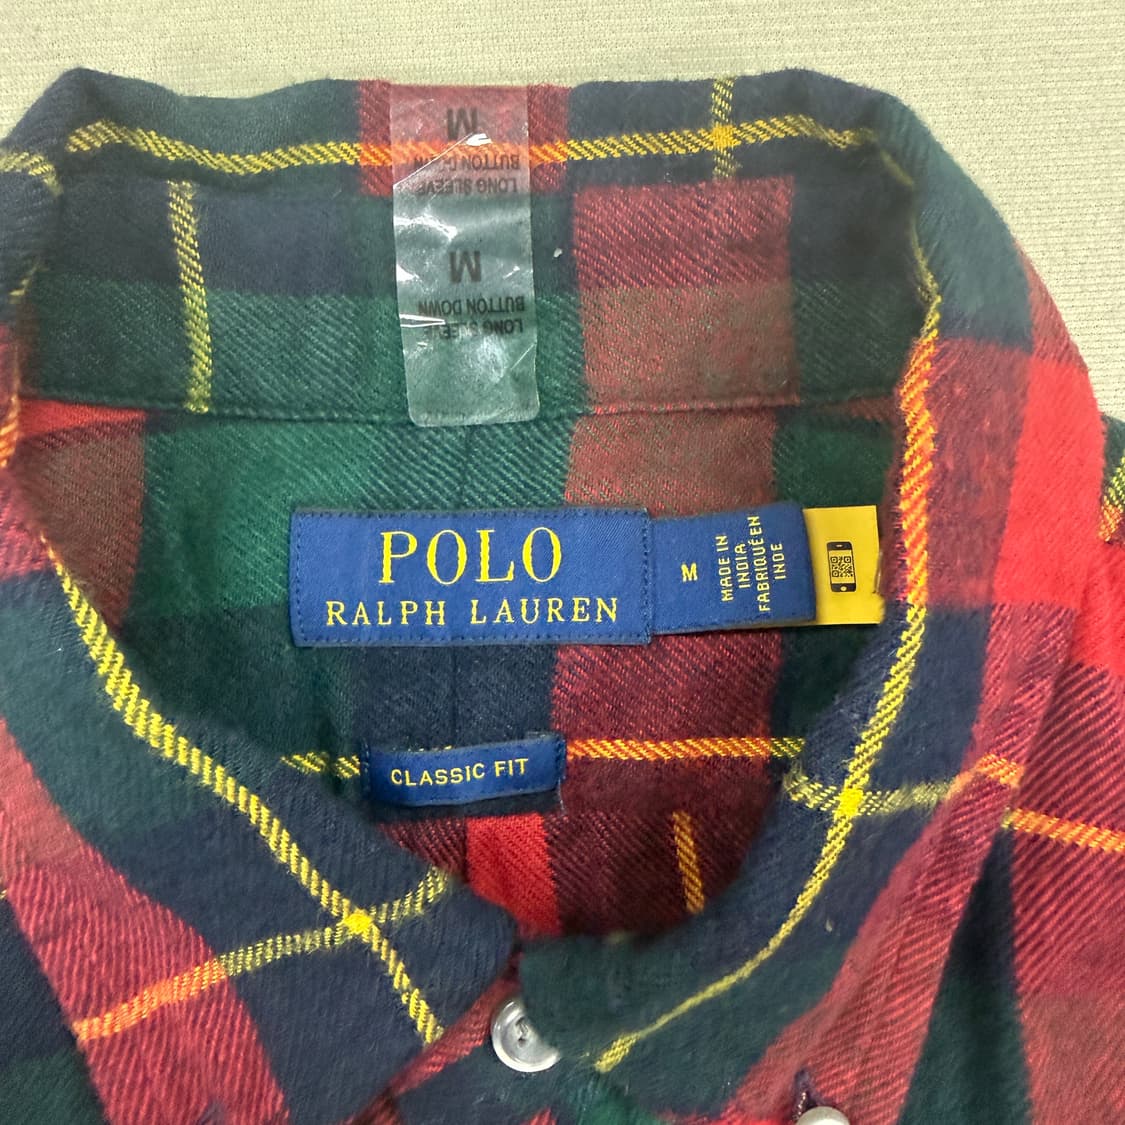 M
BUTTON DOWN
LONG SLEEVE
M
BUTTON DOWN
LONG SLEEVE
POLO
RALPH LAUREN
M
MADE IN
INDIA
FABRIQUÉ EN
INDE
CLASSIC FIT